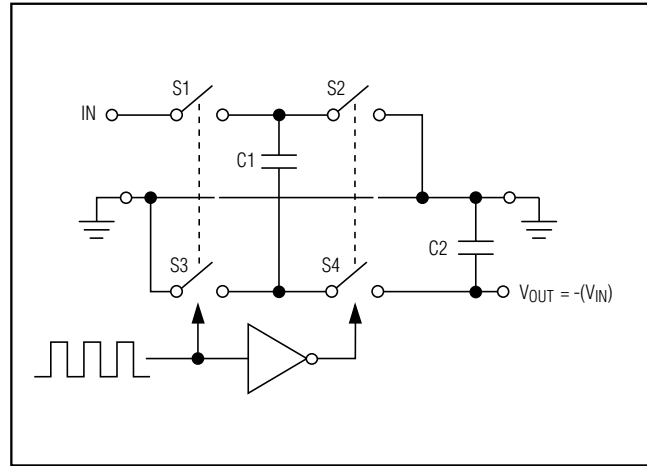 S1
S2
IN
C1
S3
S4
C2
VOUT = -(VIN)